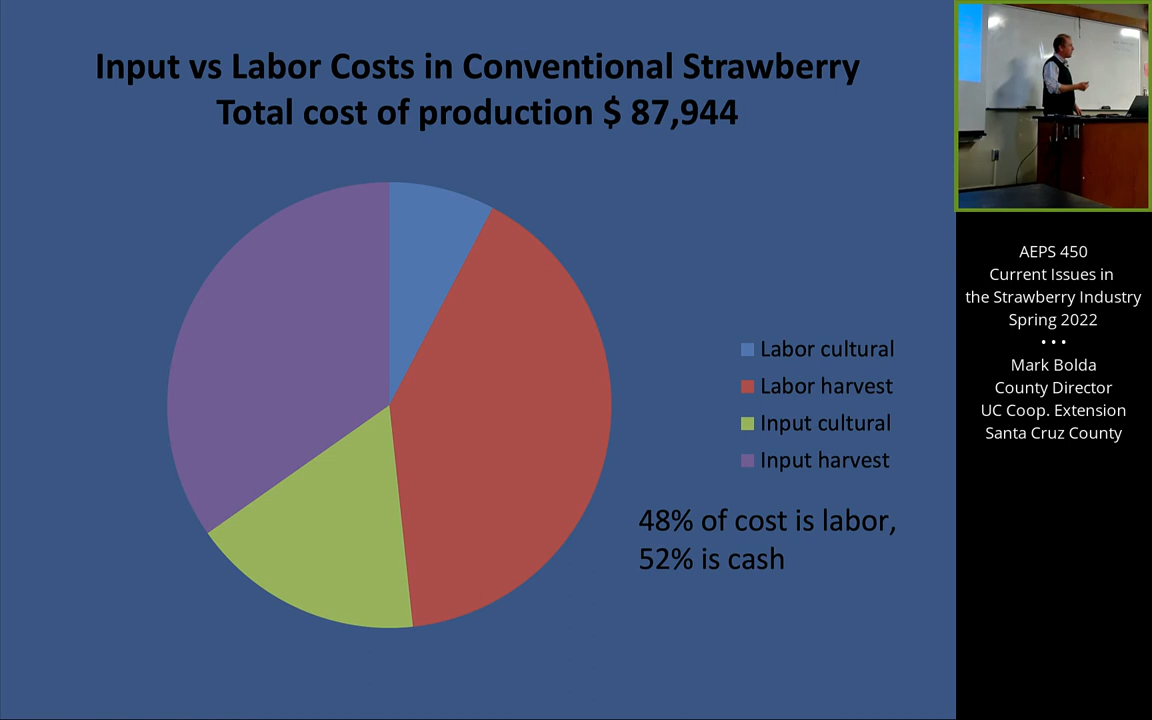 Input vs Labor Costs in Conventional Strawberry
Total cost of production $ 87,944
Labor cultural
Labor harvest
Input cultural
Input harvest
48% of cost is labor,
52% is cash
AEPS 450
Current Issues in
the Strawberry Industry
Spring 2022
• • •
Mark Bolda
County Director
UC Coop. Extension
Santa Cruz County